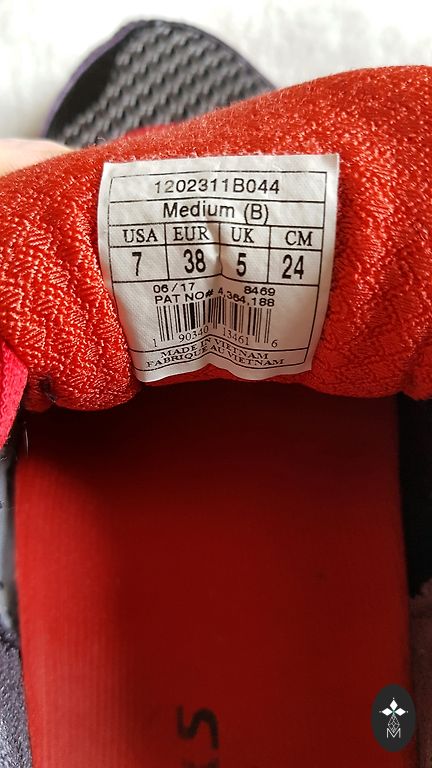 1202311B044
Medium (B)
USA EUR UK CM
7 38 5 24
06/17 8469
PAT NO# 4,364,188
1 90340 13461 6
MADE IN VIETNAM
FABRIQUE AU VIETNAM
KS
M